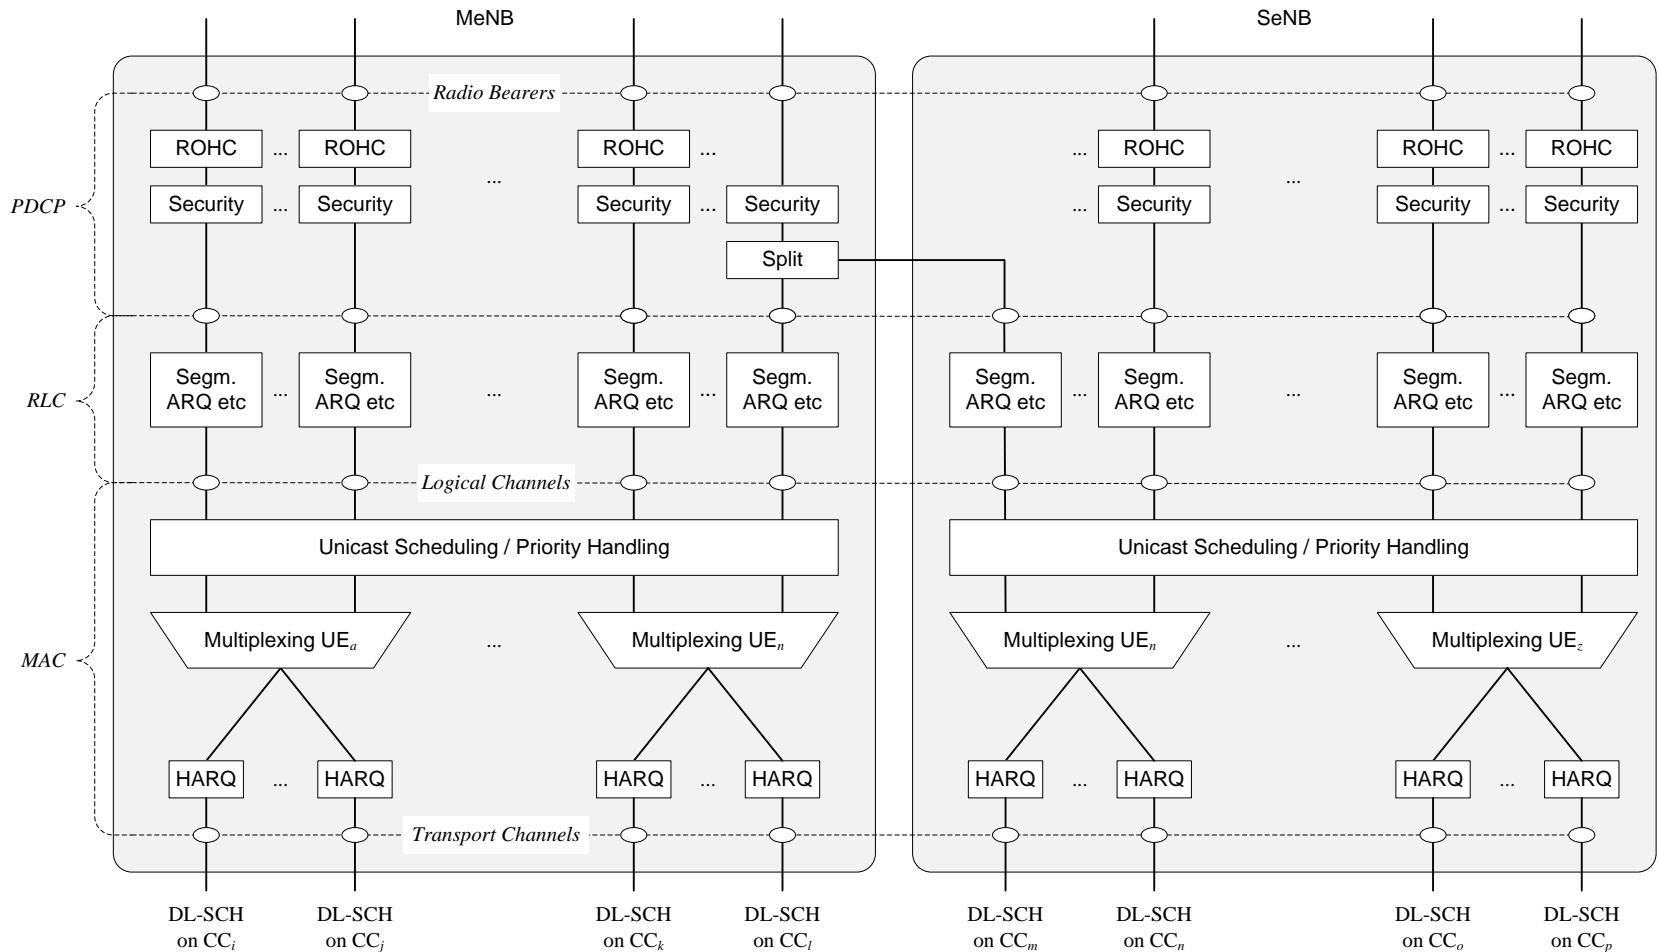 MeNB SeNB
Radio Bearers
ROHC ... ROHC ROHC ... ... ROHC ROHC ... ROHC
... ...
PDCP Security ... Security Security ... Security ... Security Security ... Security
Split
Segm. Segm. Segm. Segm. Segm. Segm. Segm. Segm.
RLC ARQ etc ... ARQ etc ... ARQ etc ... ARQ etc ARQ etc ... ARQ etc ... ARQ etc ... ARQ etc
Logical Channels
Unicast Scheduling / Priority Handling Unicast Scheduling / Priority Handling
MAC Multiplexing UEa ... Multiplexing UEn Multiplexing UEn ... Multiplexing UEz
HARQ ... HARQ HARQ ... HARQ HARQ ... HARQ HARQ ... HARQ
Transport Channels
DL-SCH DL-SCH DL-SCH DL-SCH DL-SCH DL-SCH DL-SCH DL-SCH
on CCi on CCj on CCk on CCl on CCm on CCn on CCo on CCp